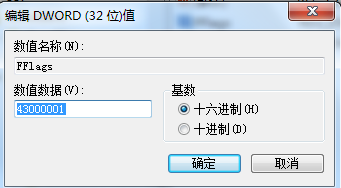 编辑 DWORD (32 位)值
数值名称(N):
FFlags
数值数据(V):
43000001
基数
十六进制(H)
十进制(D)
确定
取消